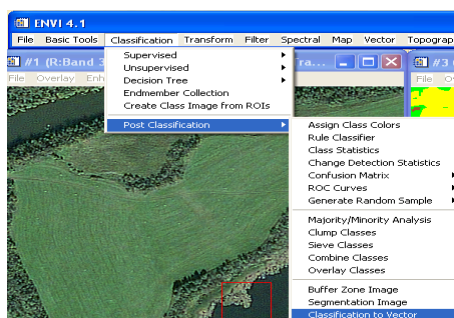 ENVI 4.1
File Basic Tools Classification Transform Filter Spectral Map Vector Topograp
#1 (R:Band 3
File Overlay Enh
#3
File
Supervised
Unsupervised
Decision Tree
Endmember Collection
Create Class Image from ROIs
Post Classification
Assign Class Colors
Rule Classifier
Class Statistics
Change Detection Statistics
Confusion Matrix
ROC Curves
Generate Random Sample
Majority/Minority Analysis
Clump Classes
Sieve Classes
Combine Classes
Overlay Classes
Buffer Zone Image
Segmentation Image
Classification to Vector